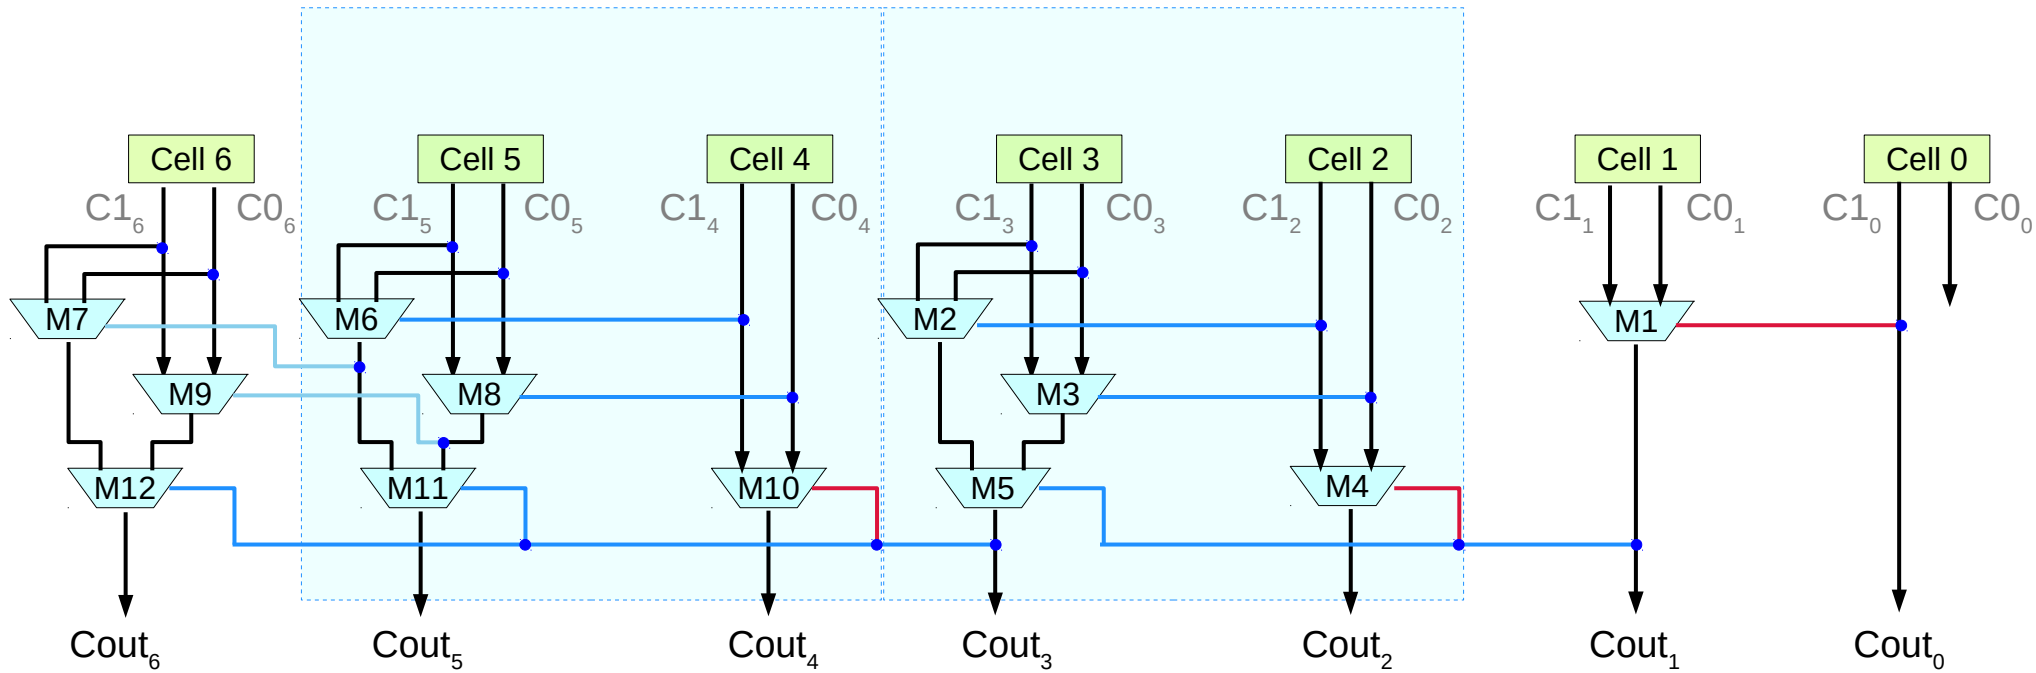 Cell 6 Cell 5 Cell 4 Cell 3 Cell 2 Cell 1 Cell 0
C1₆ C0₆ C1₅ C0₅ C1₄ C0₄ C1₃ C0₃ C1₂ C0₂ C1₁ C0₁ C1₀ C0₀
M7 M6 M2 M1
M9 M8 M3
M12 M11 M10 M5 M4
Cout₆ Cout₅ Cout₄ Cout₃ Cout₂ Cout₁ Cout₀